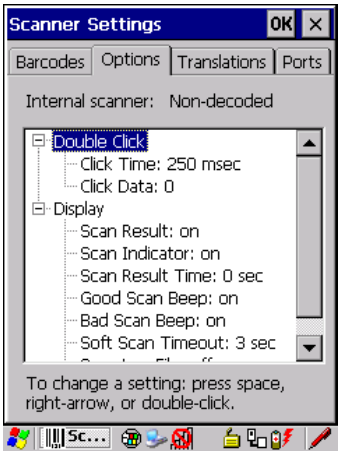 Scanner Settings OK ×
Barcodes Options Translations Ports
Internal scanner: Non-decoded
Double Click
Click Time: 250 msec
Click Data: 0
Display
Scan Result: on
Scan Indicator: on
Scan Result Time: 0 sec
Good Scan Beep: on
Bad Scan Beep: on
Soft Scan Timeout: 3 sec
To change a setting: press space,
right-arrow, or double-click.
Sc...